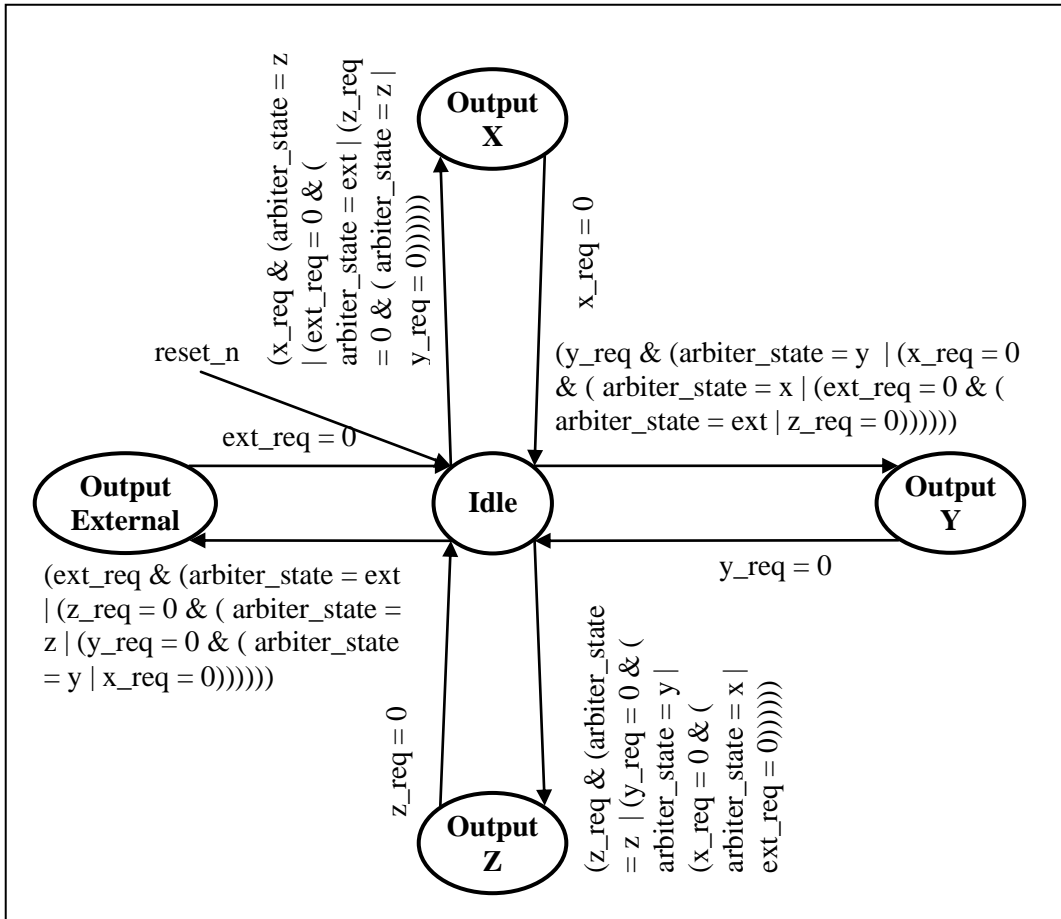 Output
X
(x_req & (arbiter_state = z
| (ext_req = 0 & (
arbiter_state = ext | (z_req
= 0 & ( arbiter_state = z |
y_req = 0))))))
x_req = 0
reset_n
(y_req & (arbiter_state = y | (x_req = 0
& ( arbiter_state = x | (ext_req = 0 & (
arbiter_state = ext | z_req = 0))))))
ext_req = 0
Output
External
Idle
Output
Y
y_req = 0
(ext_req & (arbiter_state = ext
| (z_req = 0 & ( arbiter_state =
z | (y_req = 0 & ( arbiter_state
= y | x_req = 0))))))
z_req = 0
(z_req & (arbiter_state
= z | (y_req = 0 & (
arbiter_state = y |
(x_req = 0 & (
arbiter_state = x |
ext_req = 0))))))
Output
Z